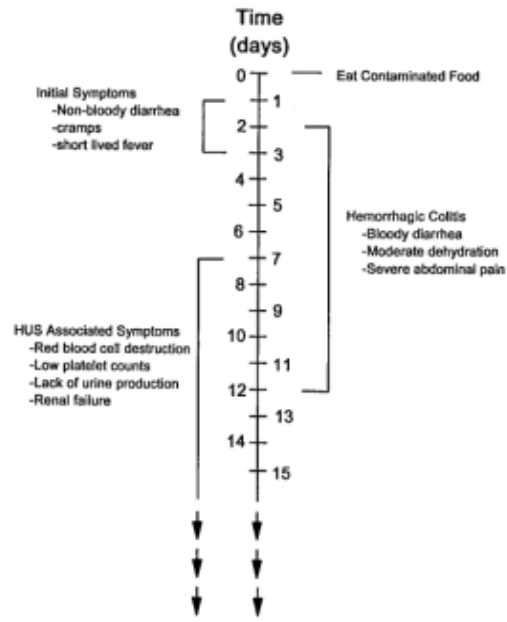 Time
(days)
0
Eat Contaminated Food
Initial Symptoms
-Non-bloody diarrhea
-cramps
-short lived fever
1
2
3
4
5
6
7
8
9
10
11
12
13
14
15
Hemorrhagic Colitis
-Bloody diarrhea
-Moderate dehydration
-Severe abdominal pain
HUS Associated Symptoms
-Red blood cell destruction
-Low platelet counts
-Lack of urine production
-Renal failure